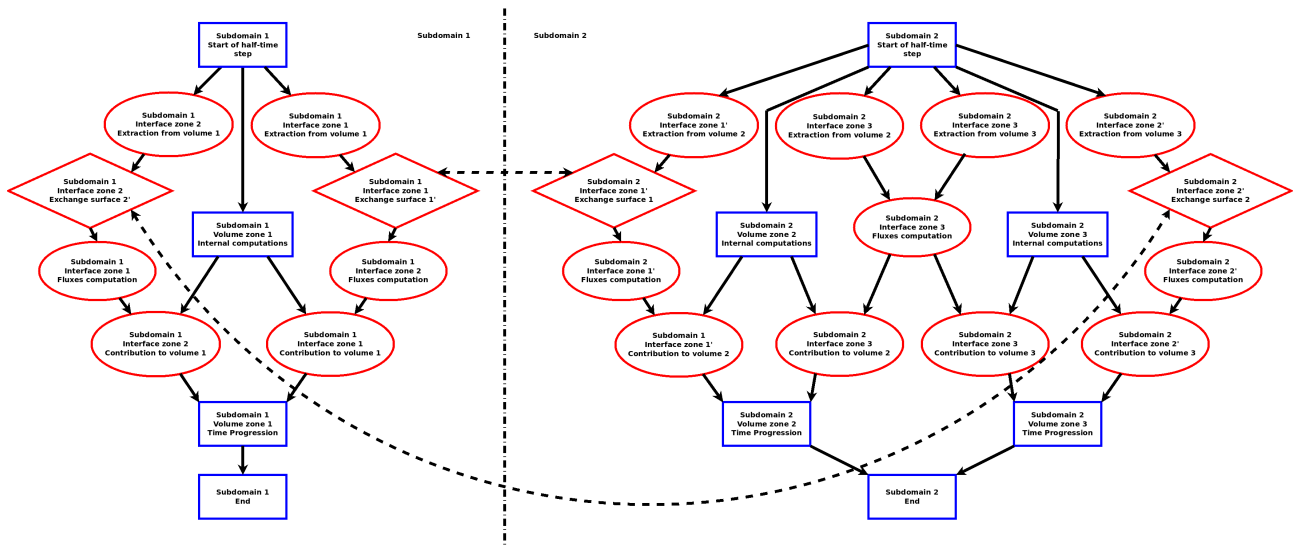 Subdomain 1
Start of half-time
step
Subdomain 1
Subdomain 2
Subdomain 2
Start of half-time
step
Subdomain 1
Interface zone 2
Extraction from volume 1
Subdomain 1
Interface zone 1
Extraction from volume 1
Subdomain 2
Interface zone 1'
Extraction from volume 2
Subdomain 2
Interface zone 3
Extraction from volume 2
Subdomain 2
Interface zone 3
Extraction from volume 3
Subdomain 2
Interface zone 2'
Extraction from volume 3
Subdomain 1
Interface zone 2
Exchange surface 2'
Subdomain 1
Interface zone 1
Exchange surface 1'
Subdomain 2
Interface zone 1'
Exchange surface 1
Subdomain 2
Interface zone 2'
Exchange surface 2
Subdomain 1
Volume zone 1
Internal computations
Subdomain 2
Volume zone 2
Internal computations
Subdomain 2
Interface zone 3
Fluxes computation
Subdomain 2
Volume zone 3
Internal computations
Subdomain 1
Interface zone 1
Fluxes computation
Subdomain 1
Interface zone 2
Fluxes computation
Subdomain 2
Interface zone 1'
Fluxes computation
Subdomain 2
Interface zone 2'
Fluxes computation
Subdomain 1
Interface zone 2
Contribution to volume 1
Subdomain 1
Interface zone 1
Contribution to volume 1
Subdomain 1
Interface zone 1'
Contribution to volume 2
Subdomain 2
Interface zone 3
Contribution to volume 2
Subdomain 2
Interface zone 3
Contribution to volume 3
Subdomain 2
Interface zone 2'
Contribution to volume 3
Subdomain 1
Volume zone 1
Time Progression
Subdomain 2
Volume zone 2
Time Progression
Subdomain 2
Volume zone 3
Time Progression
Subdomain 1
End
Subdomain 2
End